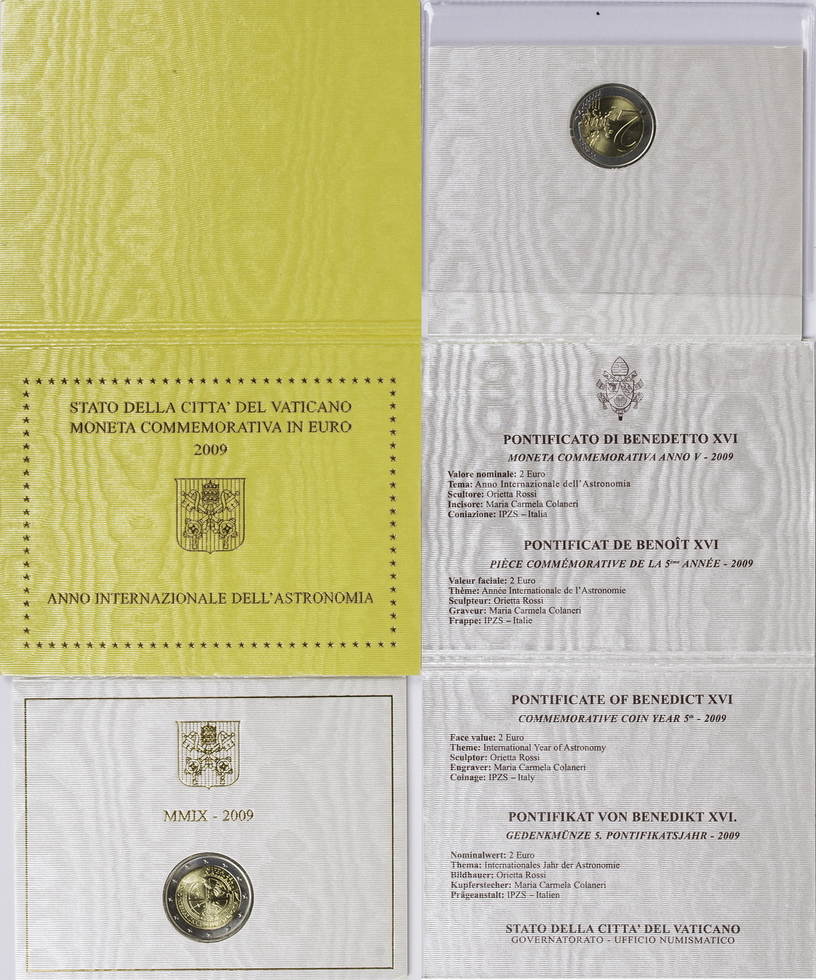 STATO DELLA CITTA' DEL VATICANO
MONETA COMMEMORATIVA IN EURO
2009
ANNO INTERNAZIONALE DELL'ASTRONOMIA
MMIX - 2009
2
PONTIFICATO DI BENEDETTO XVI
MONETA COMMEMORATIVA ANNO V - 2009
Valore nominale: 2 Euro
Tema: Anno Internazionale dell'Astronomia
Scultore: Orietta Rossi
Incisore: Maria Carmela Colaneri
Coniazione: IPZS – Italia
PONTIFICAT DE BENOÎT XVI
PIÈCE COMMÉMORATIVE DE LA 5ème ANNÉE - 2009
Valeur faciale: 2 Euro
Thème: Année Internationale de l'Astronomie
Sculpteur: Orietta Rossi
Graveur: Maria Carmela Colaneri
Frappe: IPZS – Italie
PONTIFICATE OF BENEDICT XVI
COMMEMORATIVE COIN YEAR 5th - 2009
Face value: 2 Euro
Theme: International Year of Astronomy
Sculptor: Orietta Rossi
Engraver: Maria Carmela Colaneri
Coinage: IPZS – Italy
PONTIFIKAT VON BENEDIKT XVI.
GEDENKMÜNZE 5. PONTIFIKATSJAHR - 2009
Nominalwert: 2 Euro
Thema: Internationales Jahr der Astronomie
Bildhauer: Orietta Rossi
Kupferstecher: Maria Carmela Colaneri
Prägeanstalt: IPZS – Italien
STATO DELLA CITTA' DEL VATICANO
GOVERNATORATO - UFFICIO NUMISMATICO